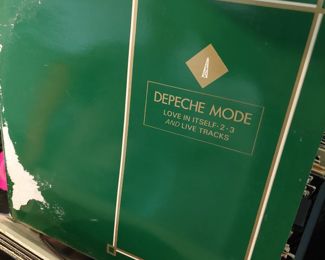 DEPECHE MODE
LOVE IN ITSELF·2·3
AND LIVE TRACKS